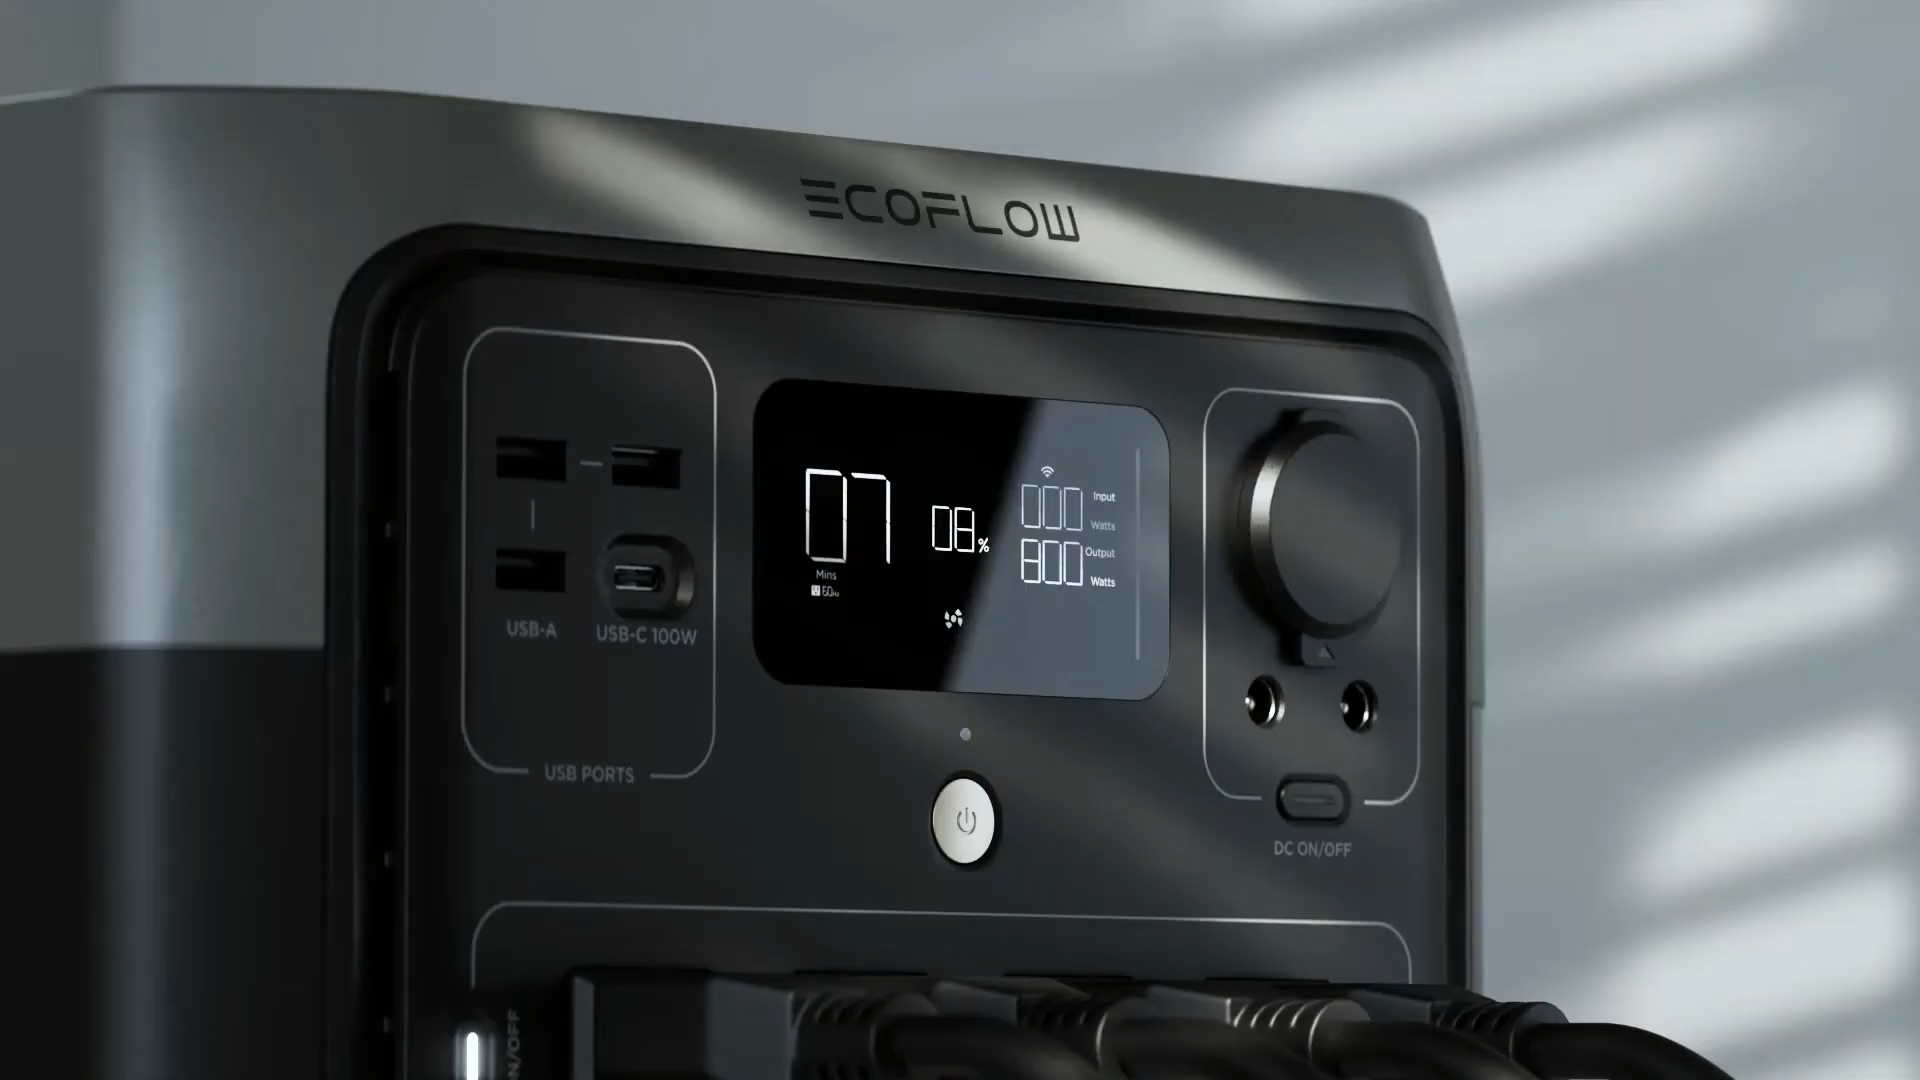 ECOFLOW
07
Mins
60Hz
08%
000 Input
Watts
800 Output
Watts
USB-A
USB-C 100W
USB PORTS
DC ON/OFF
ON/OFF